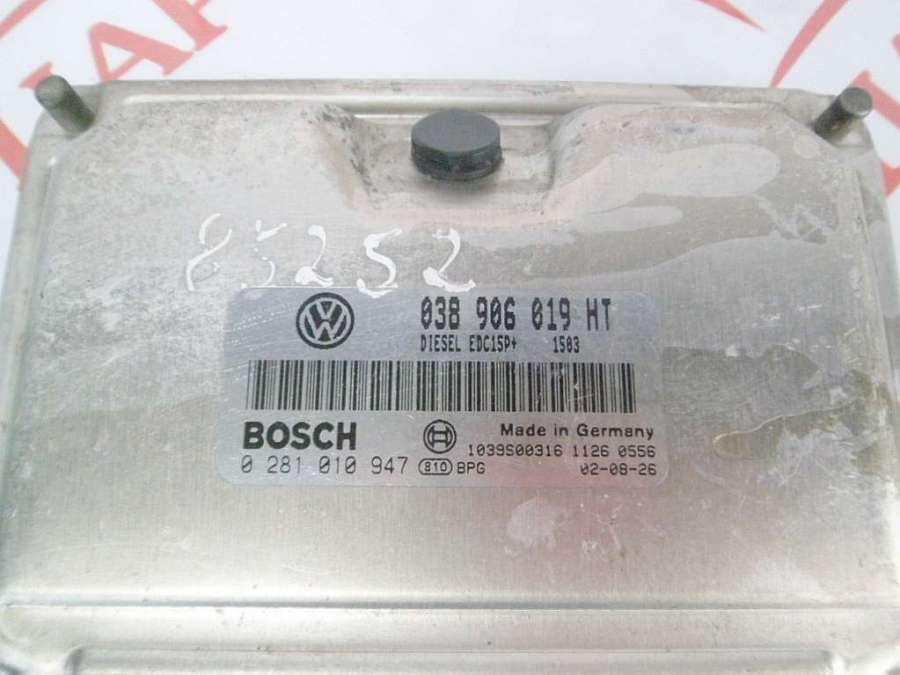 85252
038 906 019 HT
DIESEL EDC15P+ 1503
BOSCH
Made in Germany
1039S00316 1126 0556
0 281 010 947 810 BPG 02-08-26